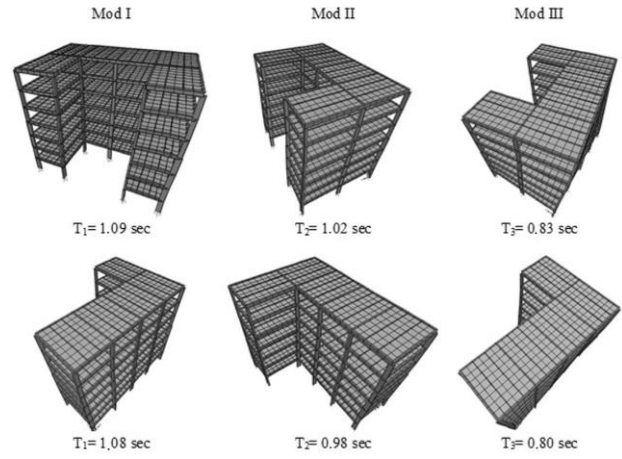 Mod I Mod II Mod III
T1= 1.09 sec T2= 1.02 sec T3= 0.83 sec
T1= 1,08 sec T2= 0.98 sec T3= 0.80 sec